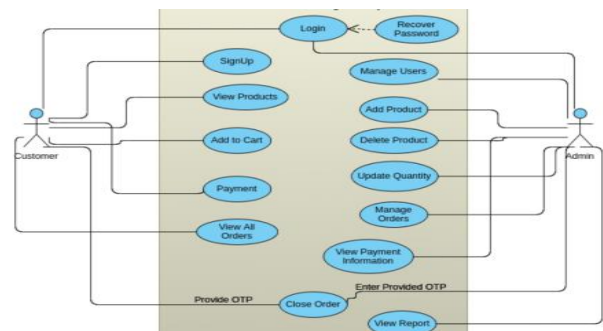 Login
Recover
Password
SignUp
Manage Users
View Products
Add Product
Customer
Add to Cart
Delete Product
Admin
Payment
Update Quantity
View All
Orders
Manage
Orders
View Payment
Information
Provide OTP
Close Order
Enter Provided OTP
View Report